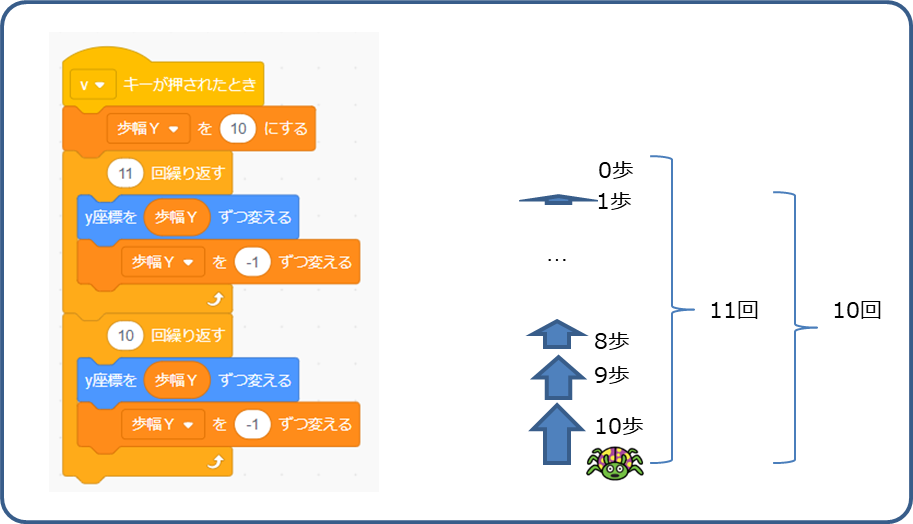 v キーが押されたとき
歩幅Y を 10 にする
11 回繰り返す
y座標を 歩幅Y ずつ変える
歩幅Y を -1 ずつ変える
10 回繰り返す
y座標を 歩幅Y ずつ変える
歩幅Y を -1 ずつ変える
0歩
1歩
…
8歩
9歩
10歩
11回
10回